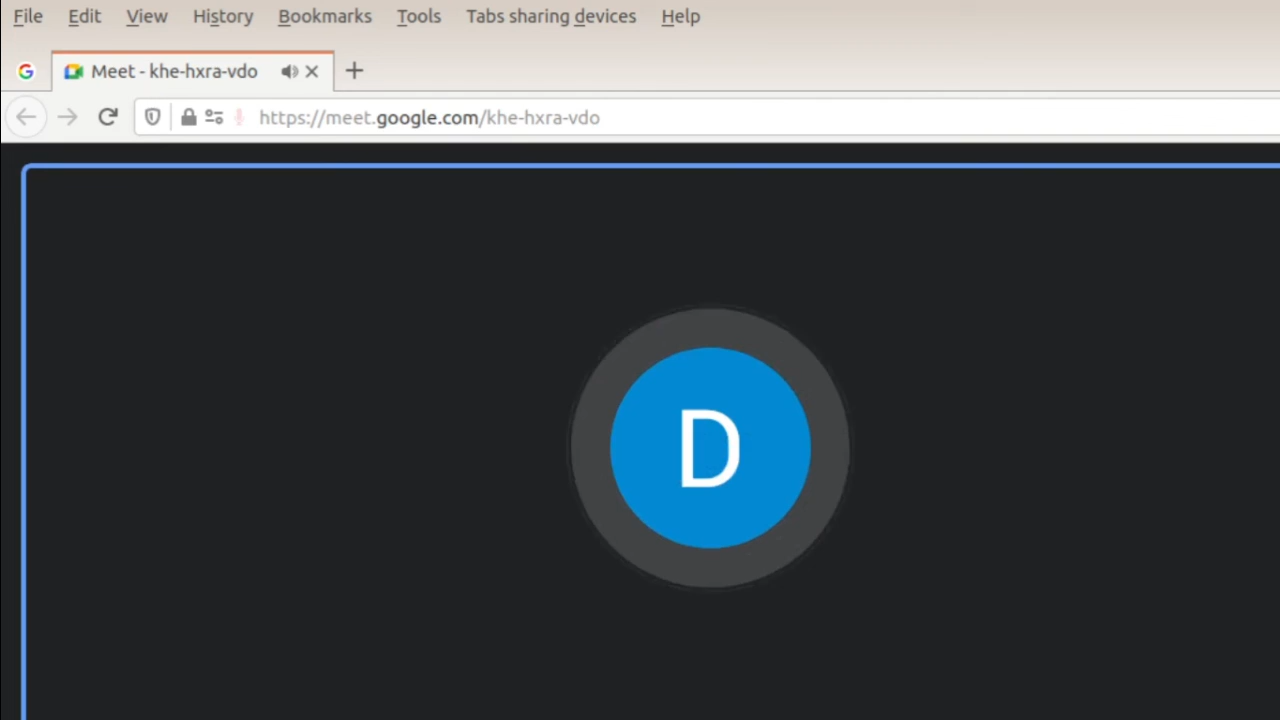 File Edit View History Bookmarks Tools Tabs sharing devices Help
G Meet - khe-hxra-vdo
https://meet.google.com/khe-hxra-vdo
D